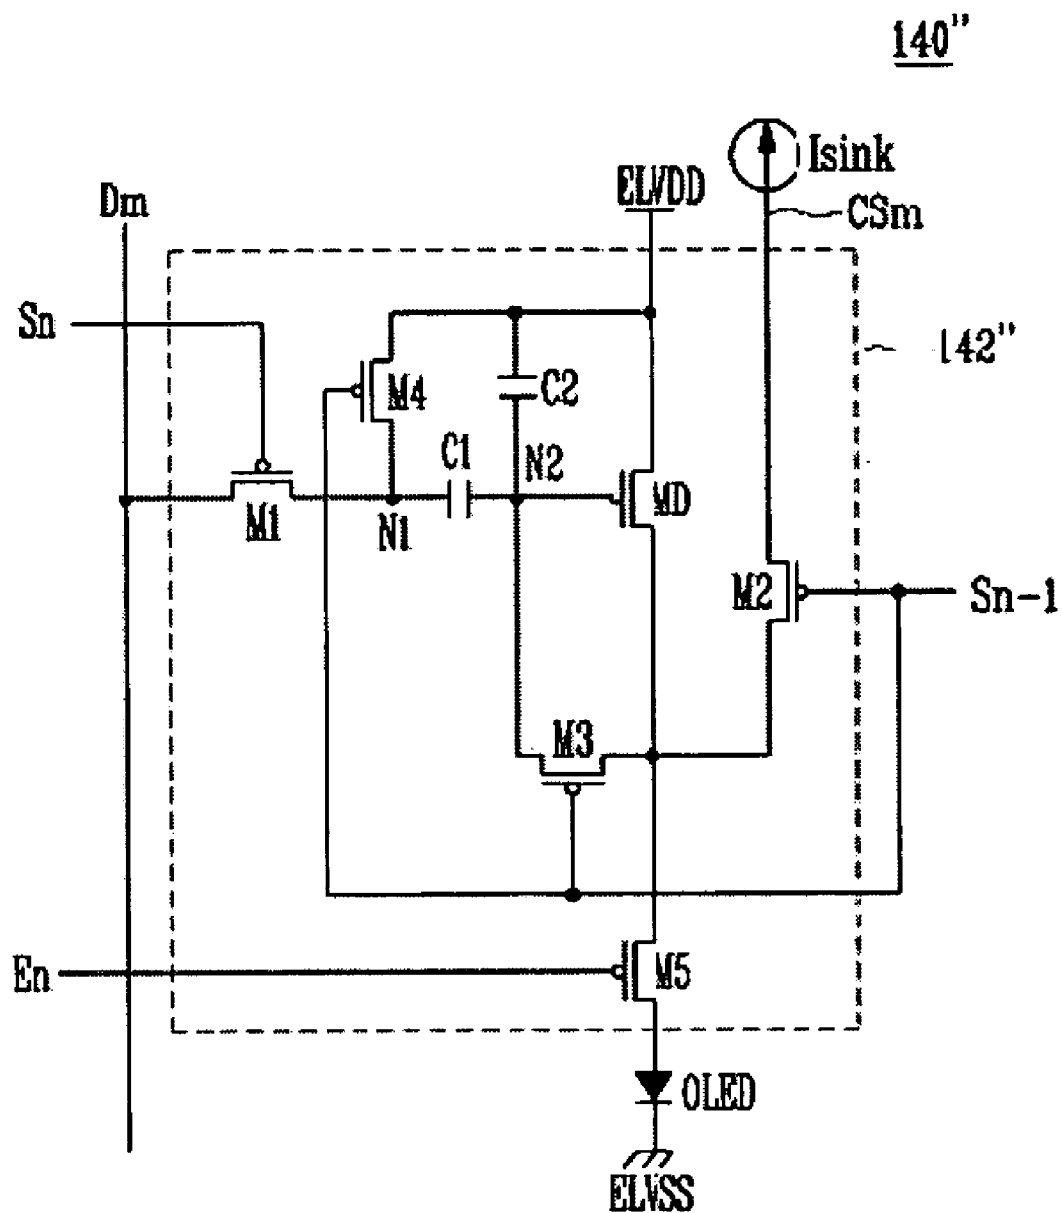 140"
Isink
ELVDD
Dm
CSm
Sn
142"
M4
C2
C1
N2
MD
M1
N1
M2
Sn-1
M3
En
M5
OLED
ELVSS